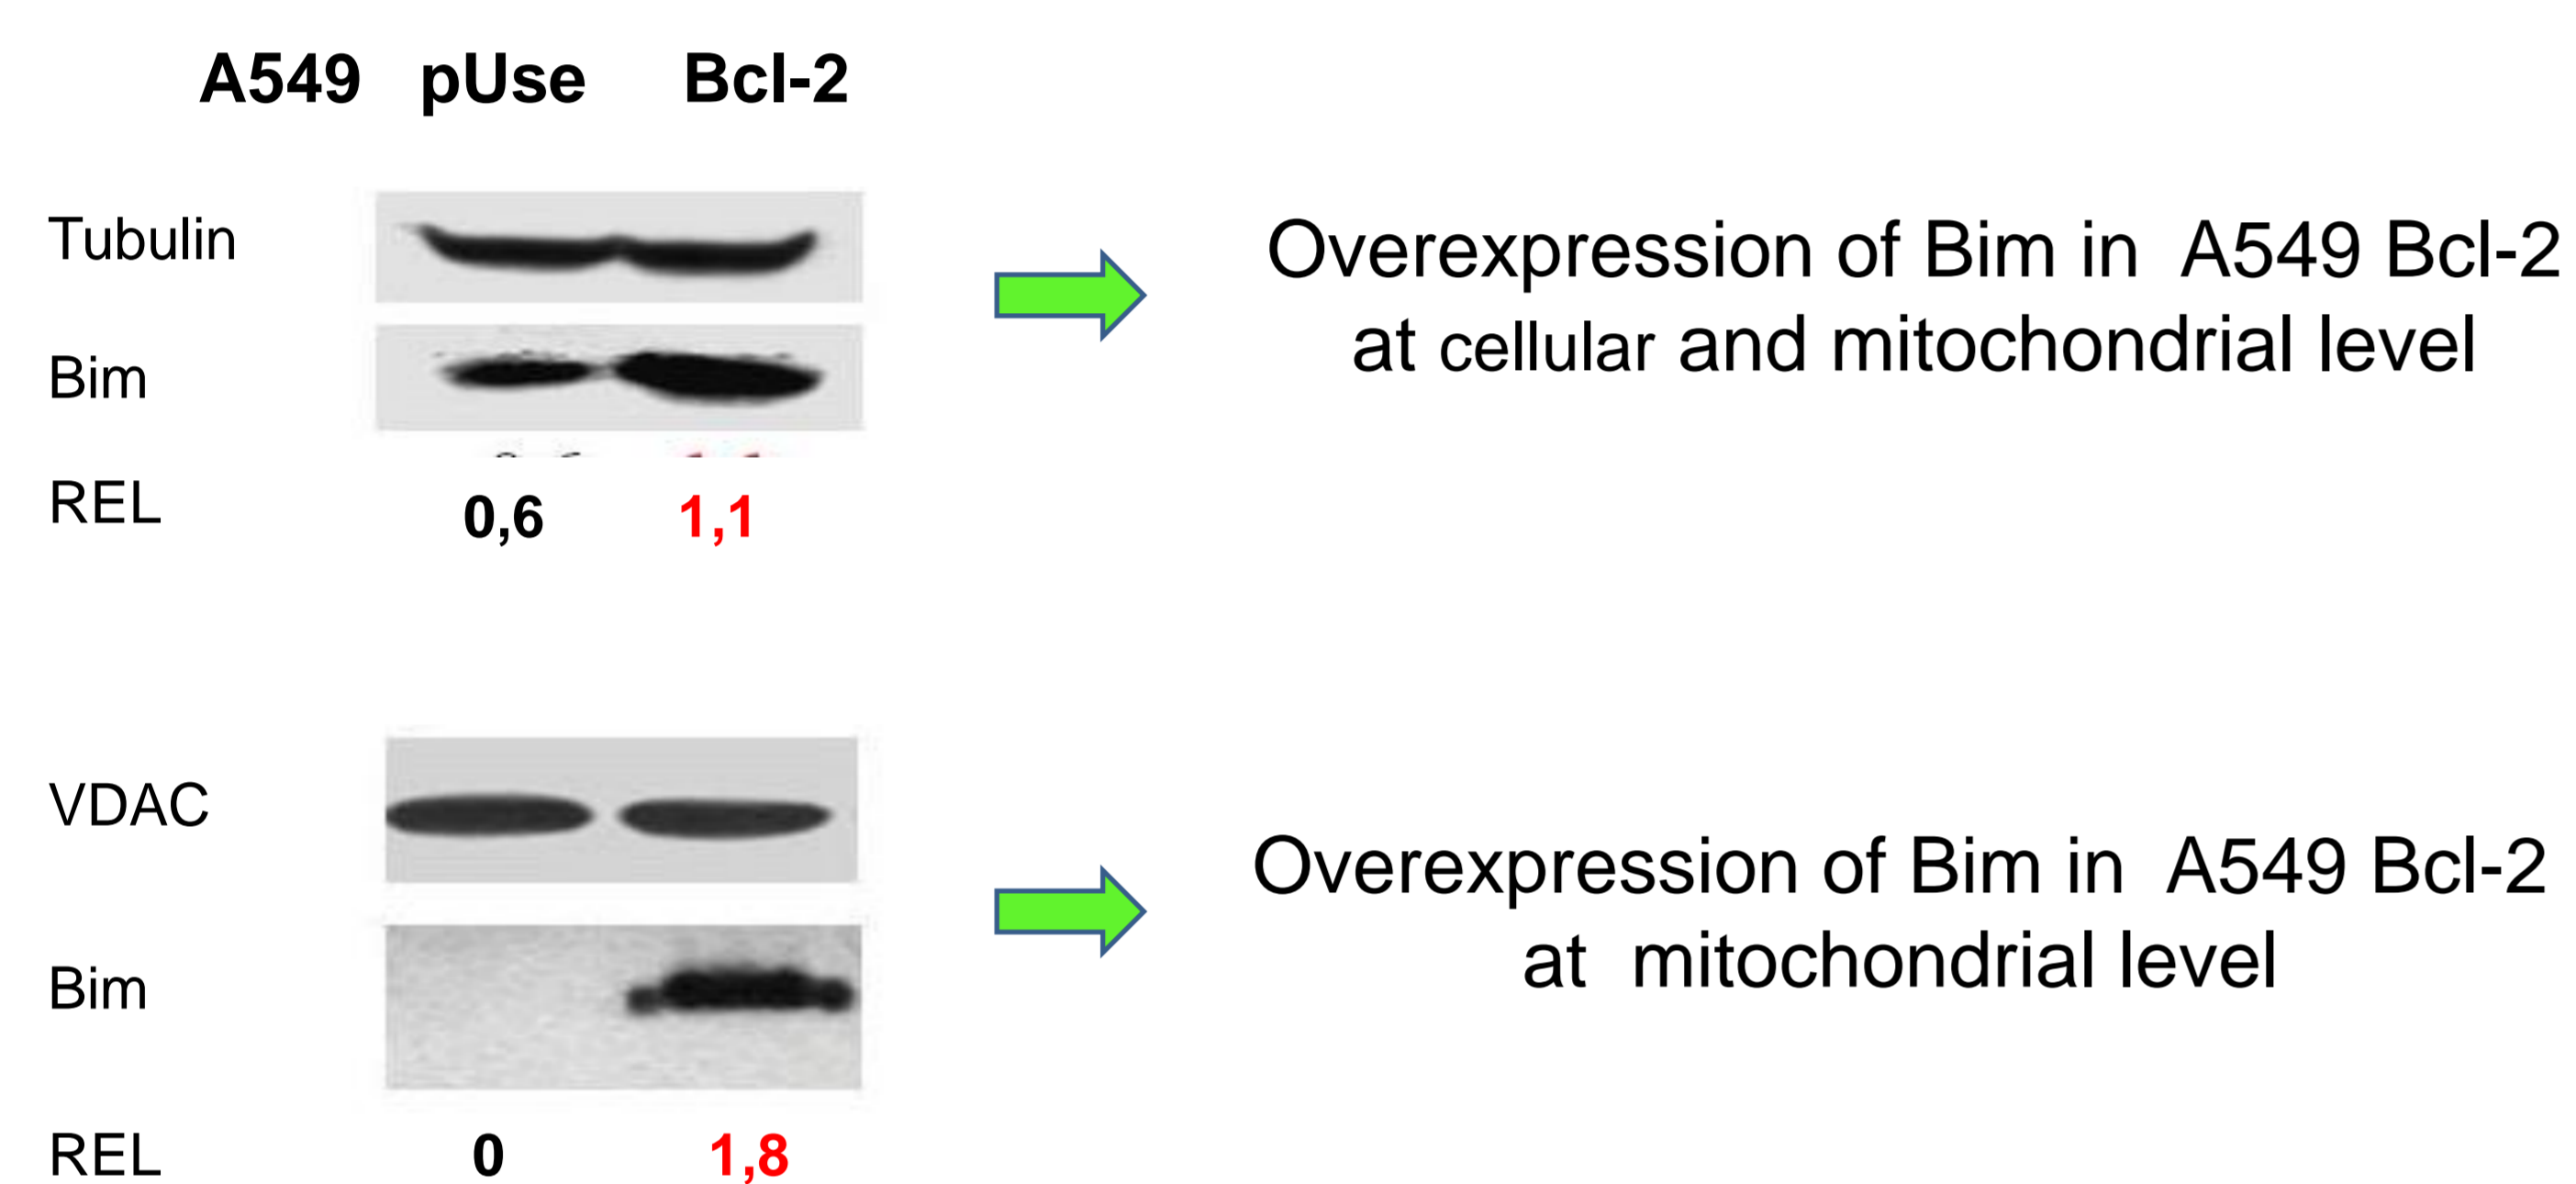 A549 pUse Bcl-2
Tubulin
Bim
REL 0,6 1,1
Overexpression of Bim in A549 Bcl-2
at cellular and mitochondrial level
VDAC
Bim
REL 0 1,8
Overexpression of Bim in A549 Bcl-2
at mitochondrial level